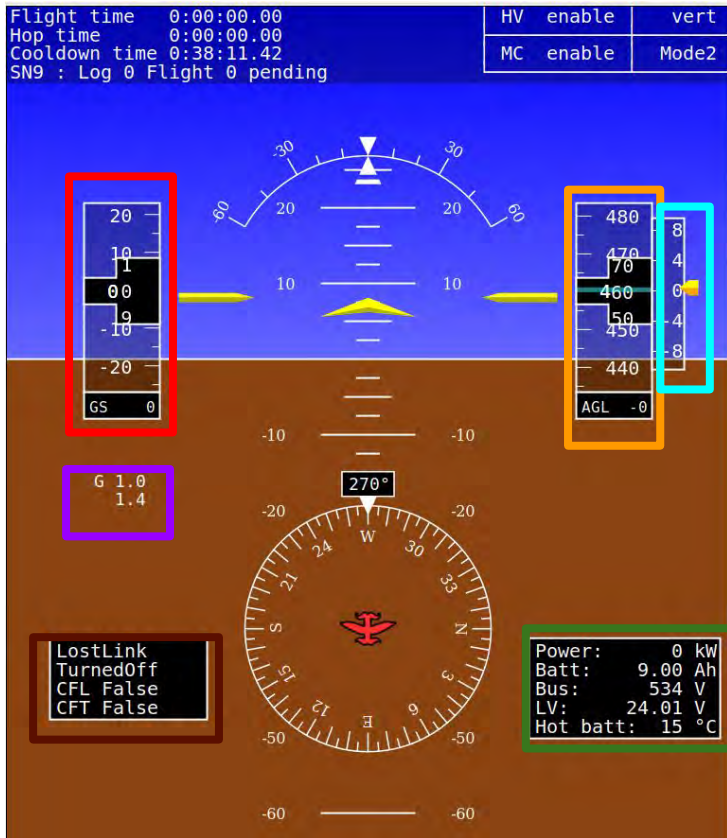 Flight time 0:00:00.00
Hop time 0:00:00.00
Cooldown time 0:38:11.42
SN9 : Log 0 Flight 0 pending
HV enable vert
MC enable Mode2
-60 -30 30 60
20 20
10 10
-10 -10
-20 -20
-50 -50
-60 -60
20
10
1
0 00
9
-10
-20
GS 0
480
470
70
460
50
450
440
AGL -0
8
4
0
-4
-8
G 1.0
1.4
270°
W 30 33 N 3 6 E 12 15 S 21 24
LostLink
TurnedOff
CFL False
CFT False
Power: 0 kW
Batt: 9.00 Ah
Bus: 534 V
LV: 24.01 V
Hot batt: 15 °C